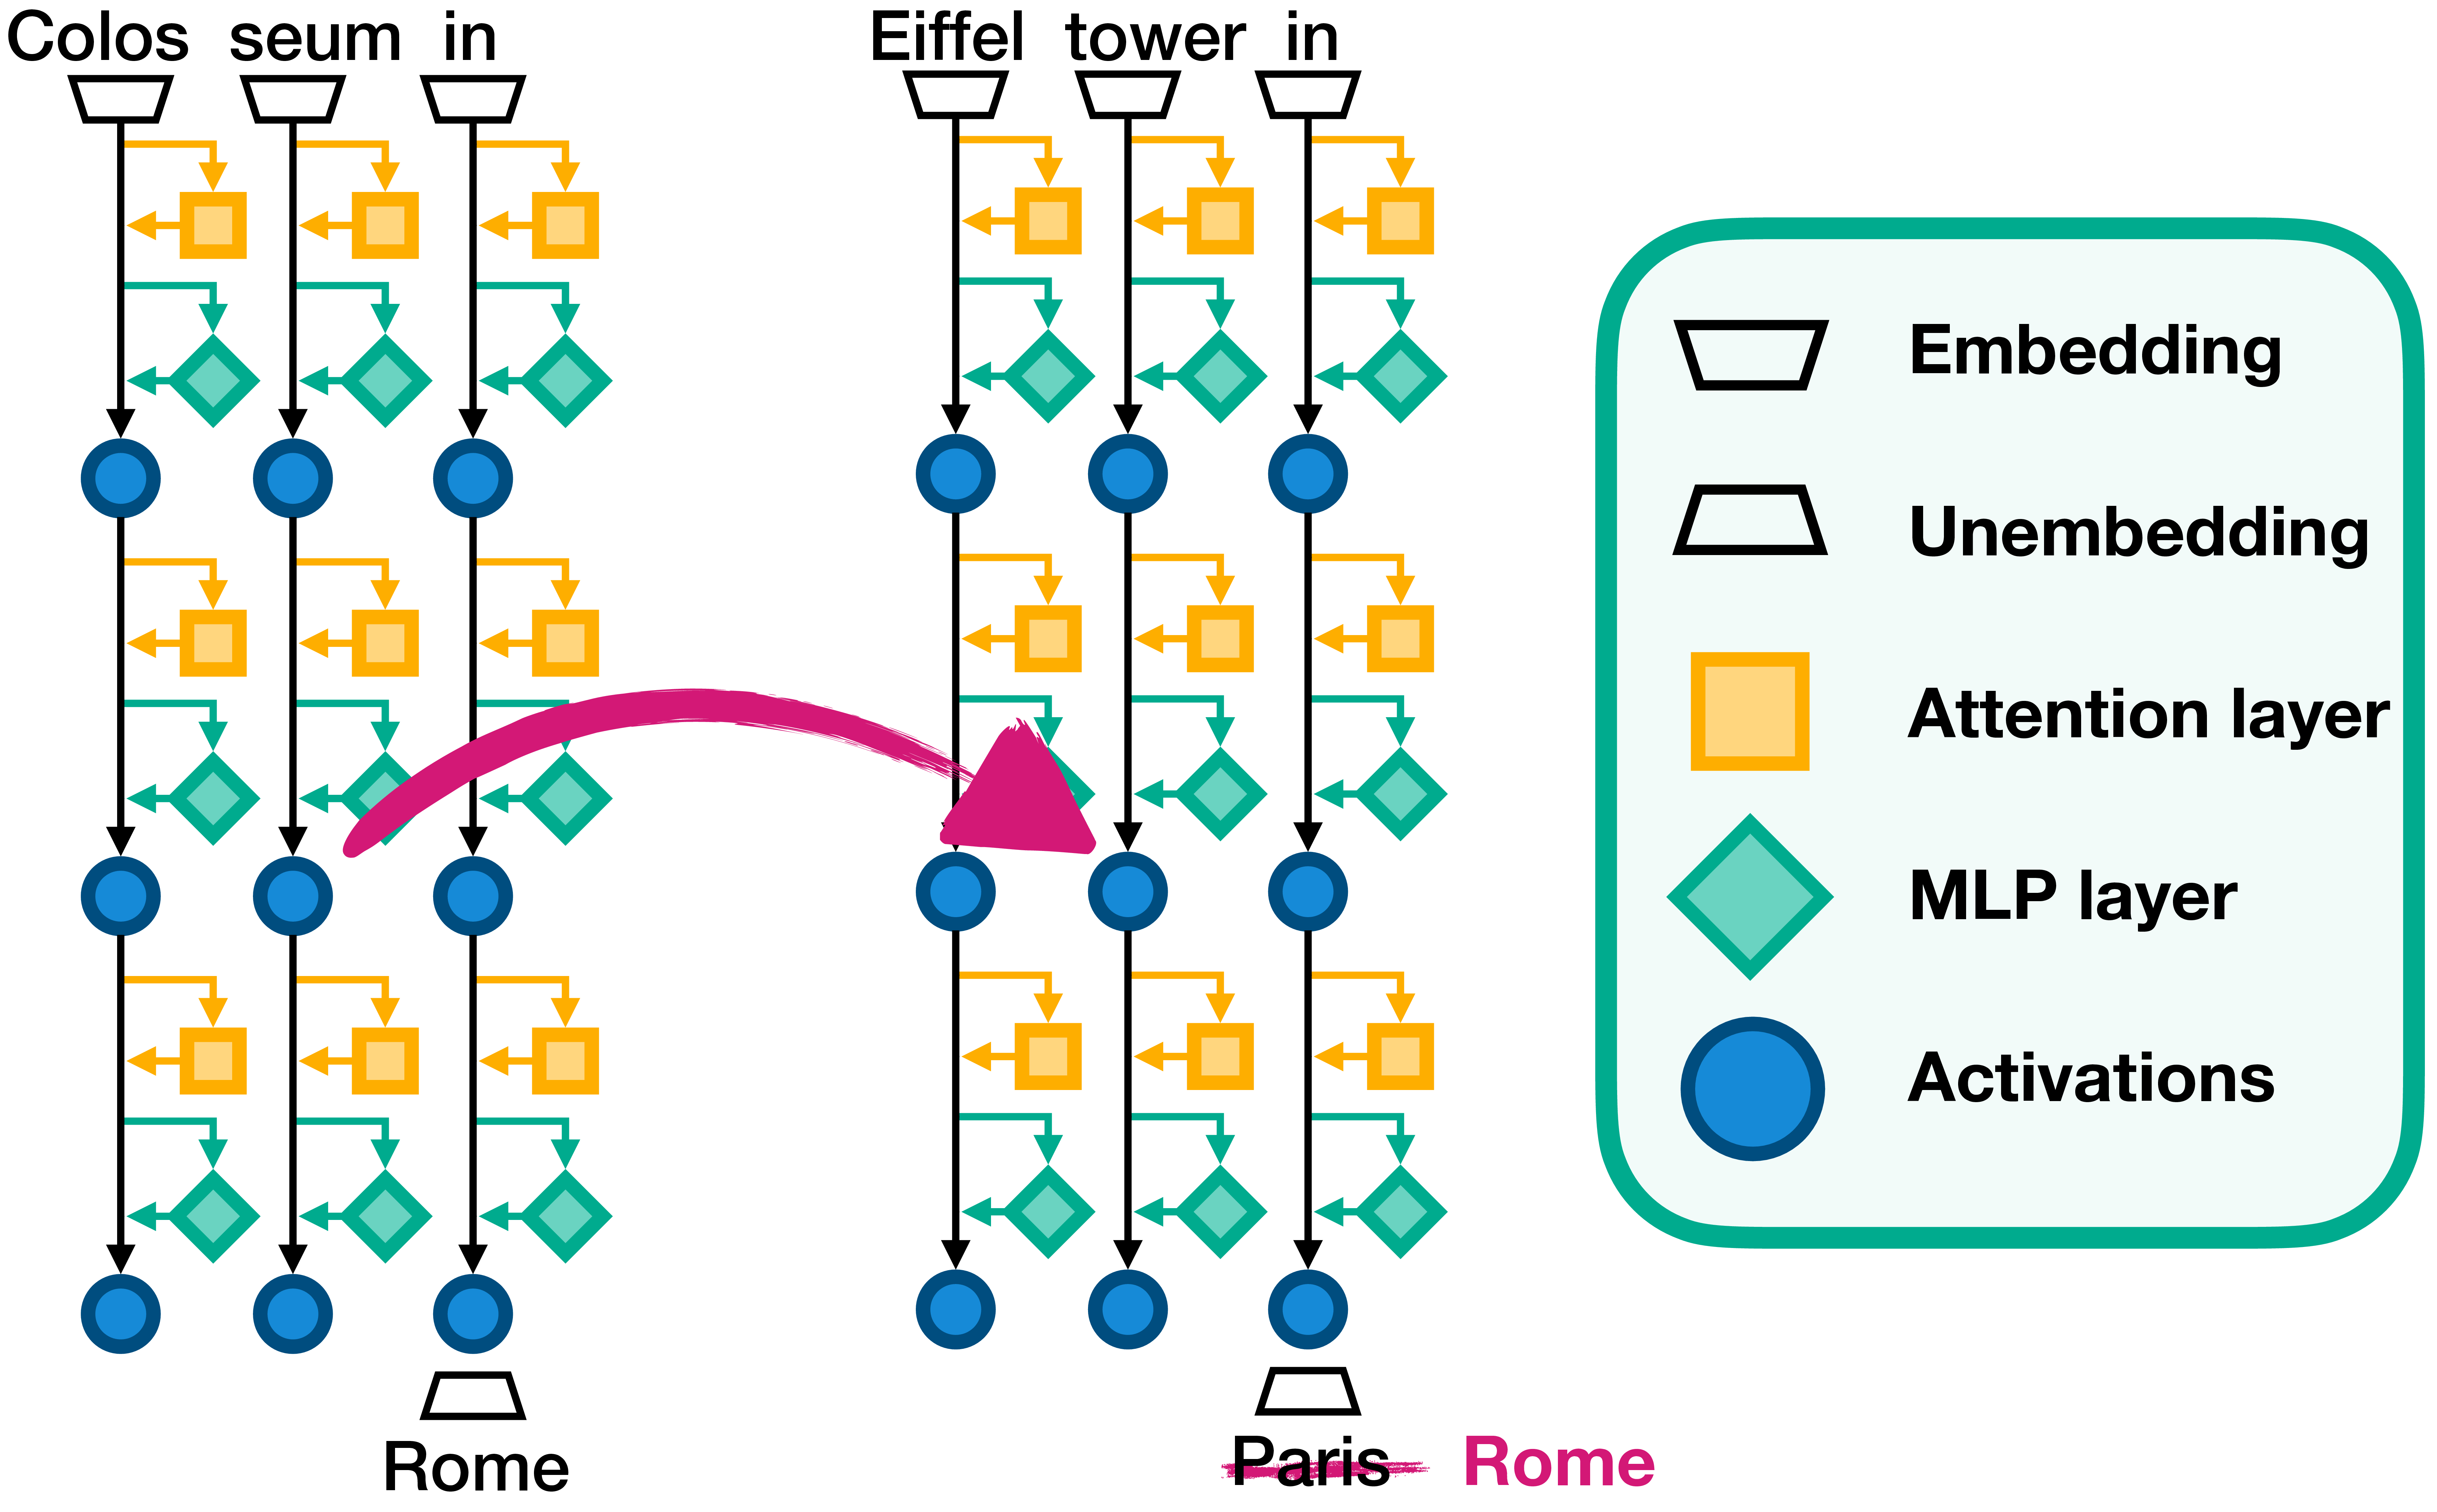 Colos seum in
Eiffel tower in
Embedding
Unembedding
Attention layer
MLP layer
Activations
Rome
Paris Rome